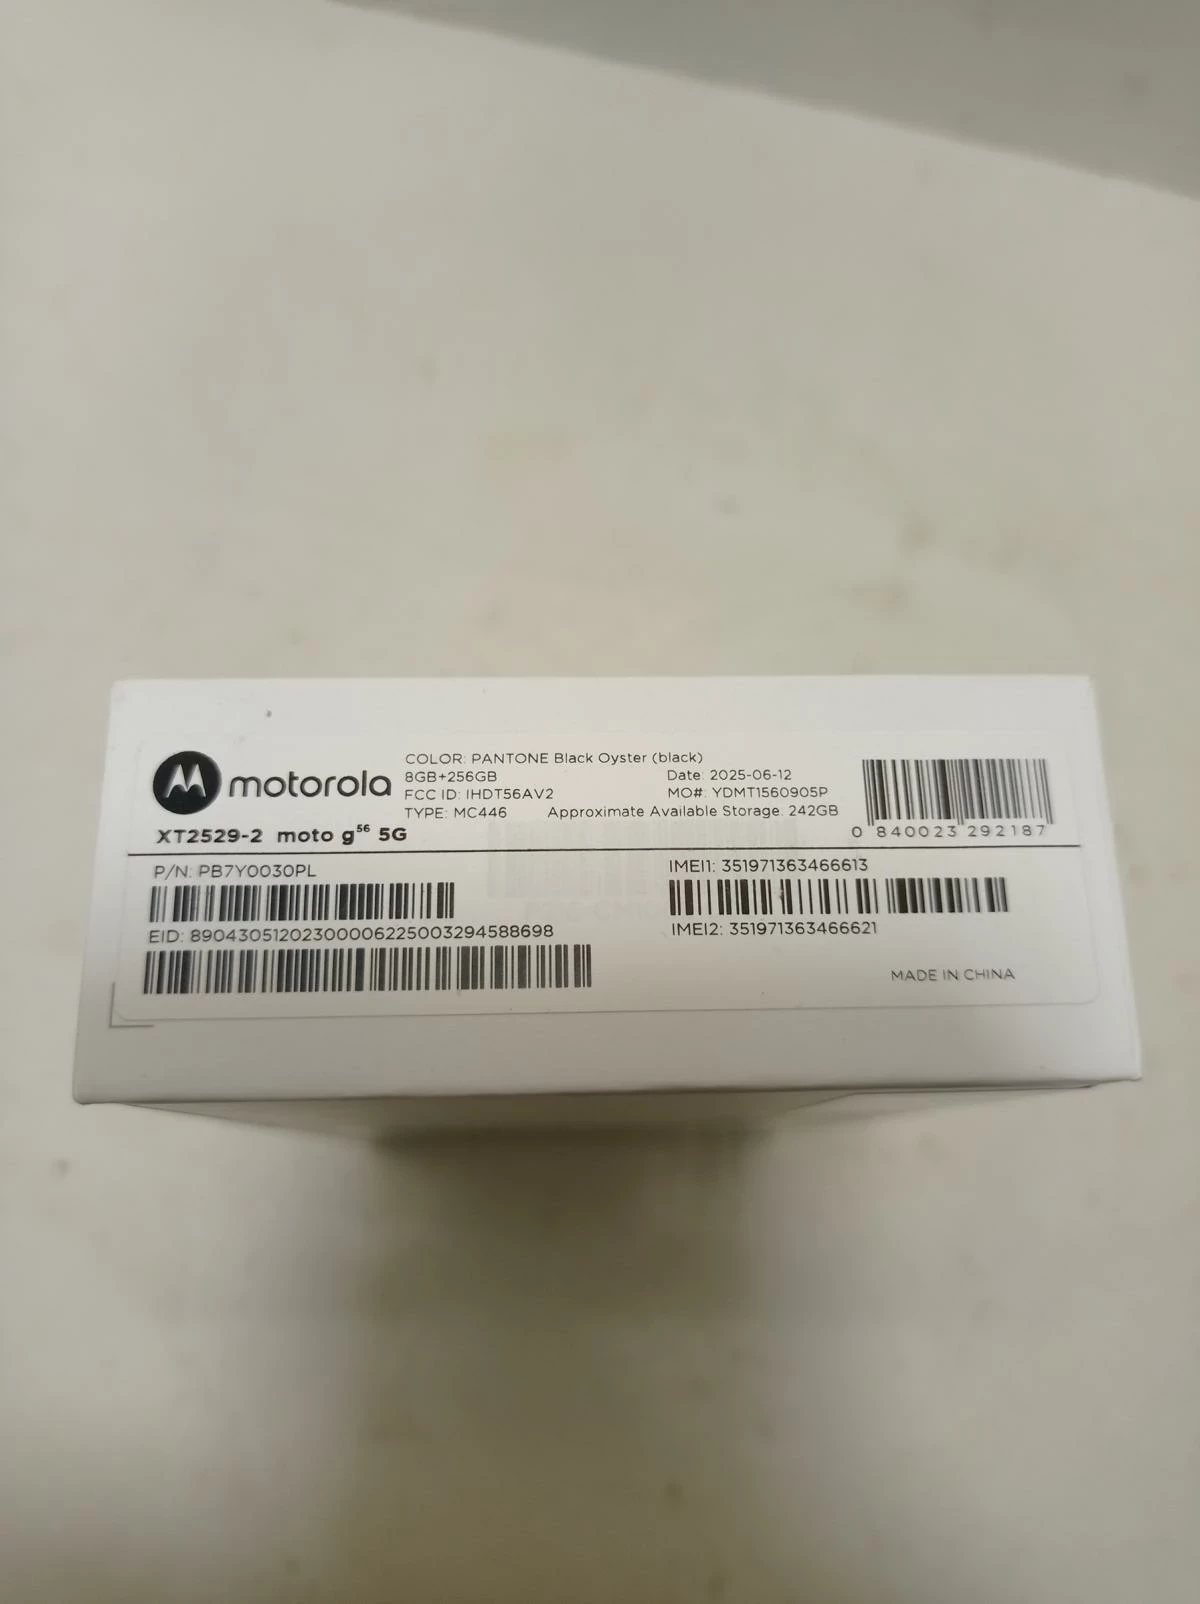 motorola
XT2529-2 moto g56 5G
COLOR: PANTONE Black Oyster (black)
8GB+256GB
Date: 2025-06-12
FCC ID: IHDT56AV2
MO#: YDMT1560905P
TYPE: MC446
Approximate Available Storage: 242GB
0 840023 292187
P/N: PB7Y0030PL
EID: 89043051202300006225003294588698
IMEI1: 351971363466613
IMEI2: 351971363466621
MADE IN CHINA